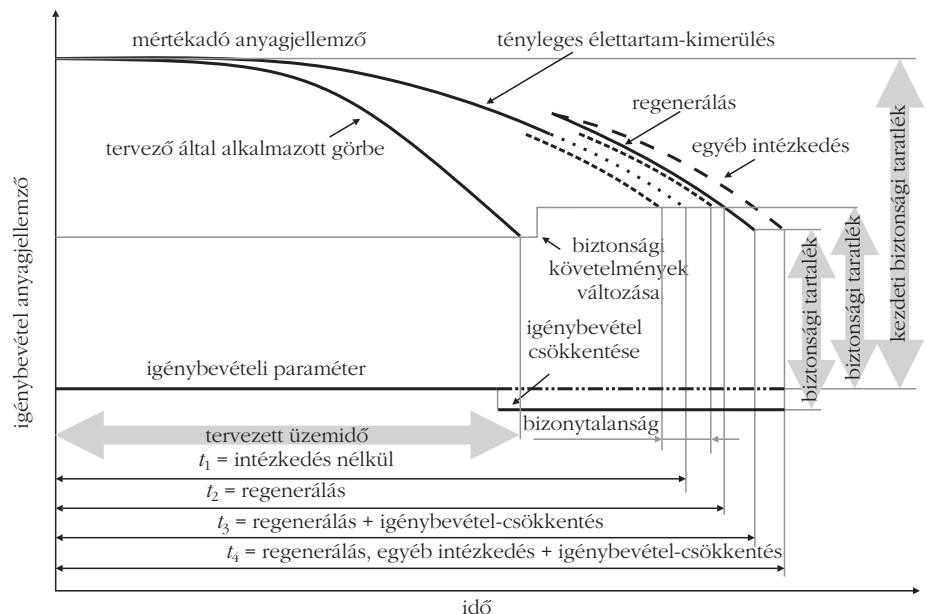 mértékadó anyagjellemző
tényleges élettartam-kimerülés
regenerálás
egyéb intézkedés
tervező által alkalmazott görbe
biztonsági
követelmények
változása
igénybevétel
csökkentése
igénybevételi paraméter
bizonytalanság
tervezett üzemidő
t₁ = intézkedés nélkül
t₂ = regenerálás
t₃ = regenerálás + igénybevétel-csökkentés
t₄ = regenerálás, egyéb intézkedés + igénybevétel-csökkentés
idő
igénybevétel anyagjellemző
biztonsági tartalék
biztonsági taratlék
kezdeti biztonsági taratlék